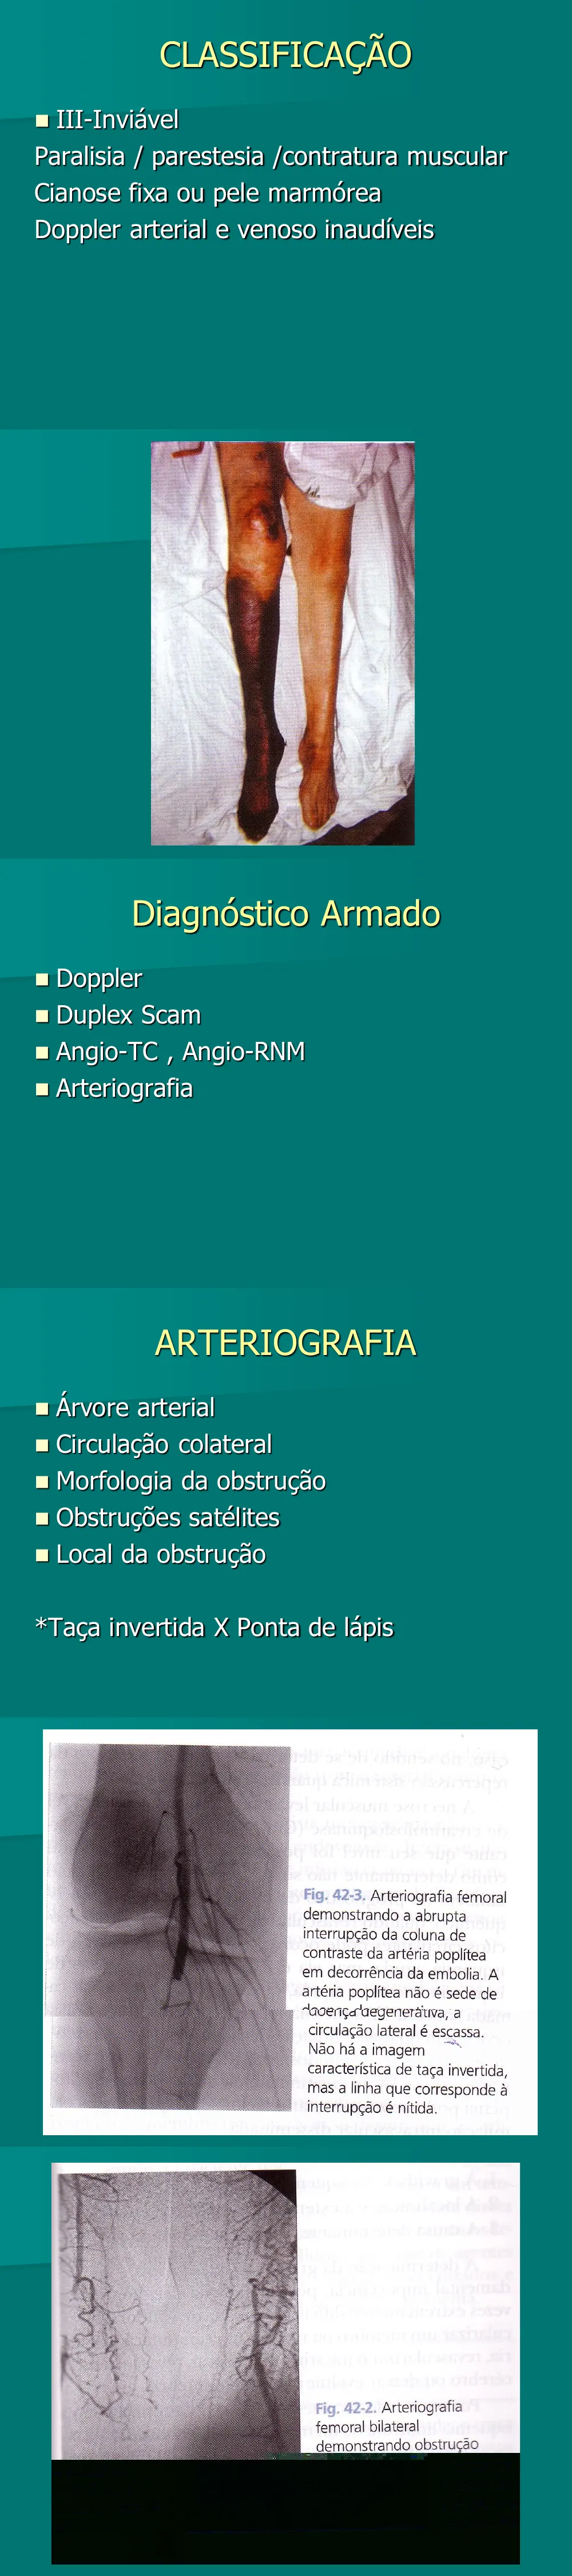 CLASSIFICAÇÃO
III-Inviável
Paralisia / parestesia /contratura muscular
Cianose fixa ou pele marmórea
Doppler arterial e venoso inaudíveis
Diagnóstico Armado
Doppler
Duplex Scam
Angio-TC , Angio-RNM
Arteriografia
ARTERIOGRAFIA
Árvore arterial
Circulação colateral
Morfologia da obstrução
Obstruções satélites
Local da obstrução
*Taça invertida X Ponta de lápis
Fig. 42-3. Arteriografia femoral
demonstrando a abrupta
interrupção da coluna de
contraste da artéria poplítea
em decorrência da embolia. A
artéria poplítea não é sede de
doença degenerativa, a
circulação lateral é escassa.
Não há a imagem
característica de taça invertida,
mas a linha que corresponde à
interrupção é nítida.
Fig. 42-2. Arteriografia
femoral bilateral
demonstrando obstrução